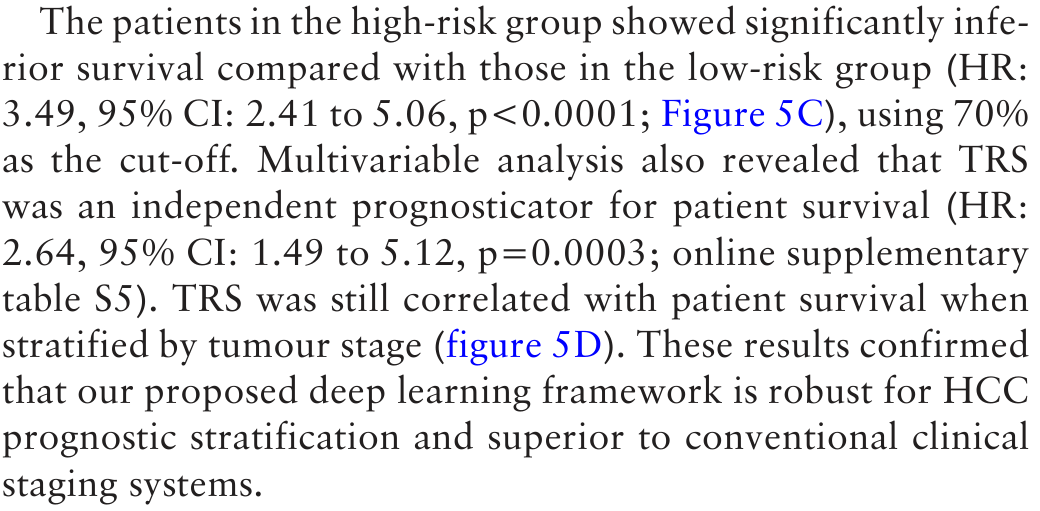 The patients in the high-risk group showed significantly infe-
rior survival compared with those in the low-risk group (HR:
3.49, 95% CI: 2.41 to 5.06, p<0.0001; Figure 5C), using 70%
as the cut-off. Multivariable analysis also revealed that TRS
was an independent prognosticator for patient survival (HR:
2.64, 95% CI: 1.49 to 5.12, p=0.0003; online supplementary
table S5). TRS was still correlated with patient survival when
stratified by tumour stage (figure 5D). These results confirmed
that our proposed deep learning framework is robust for HCC
prognostic stratification and superior to conventional clinical
staging systems.